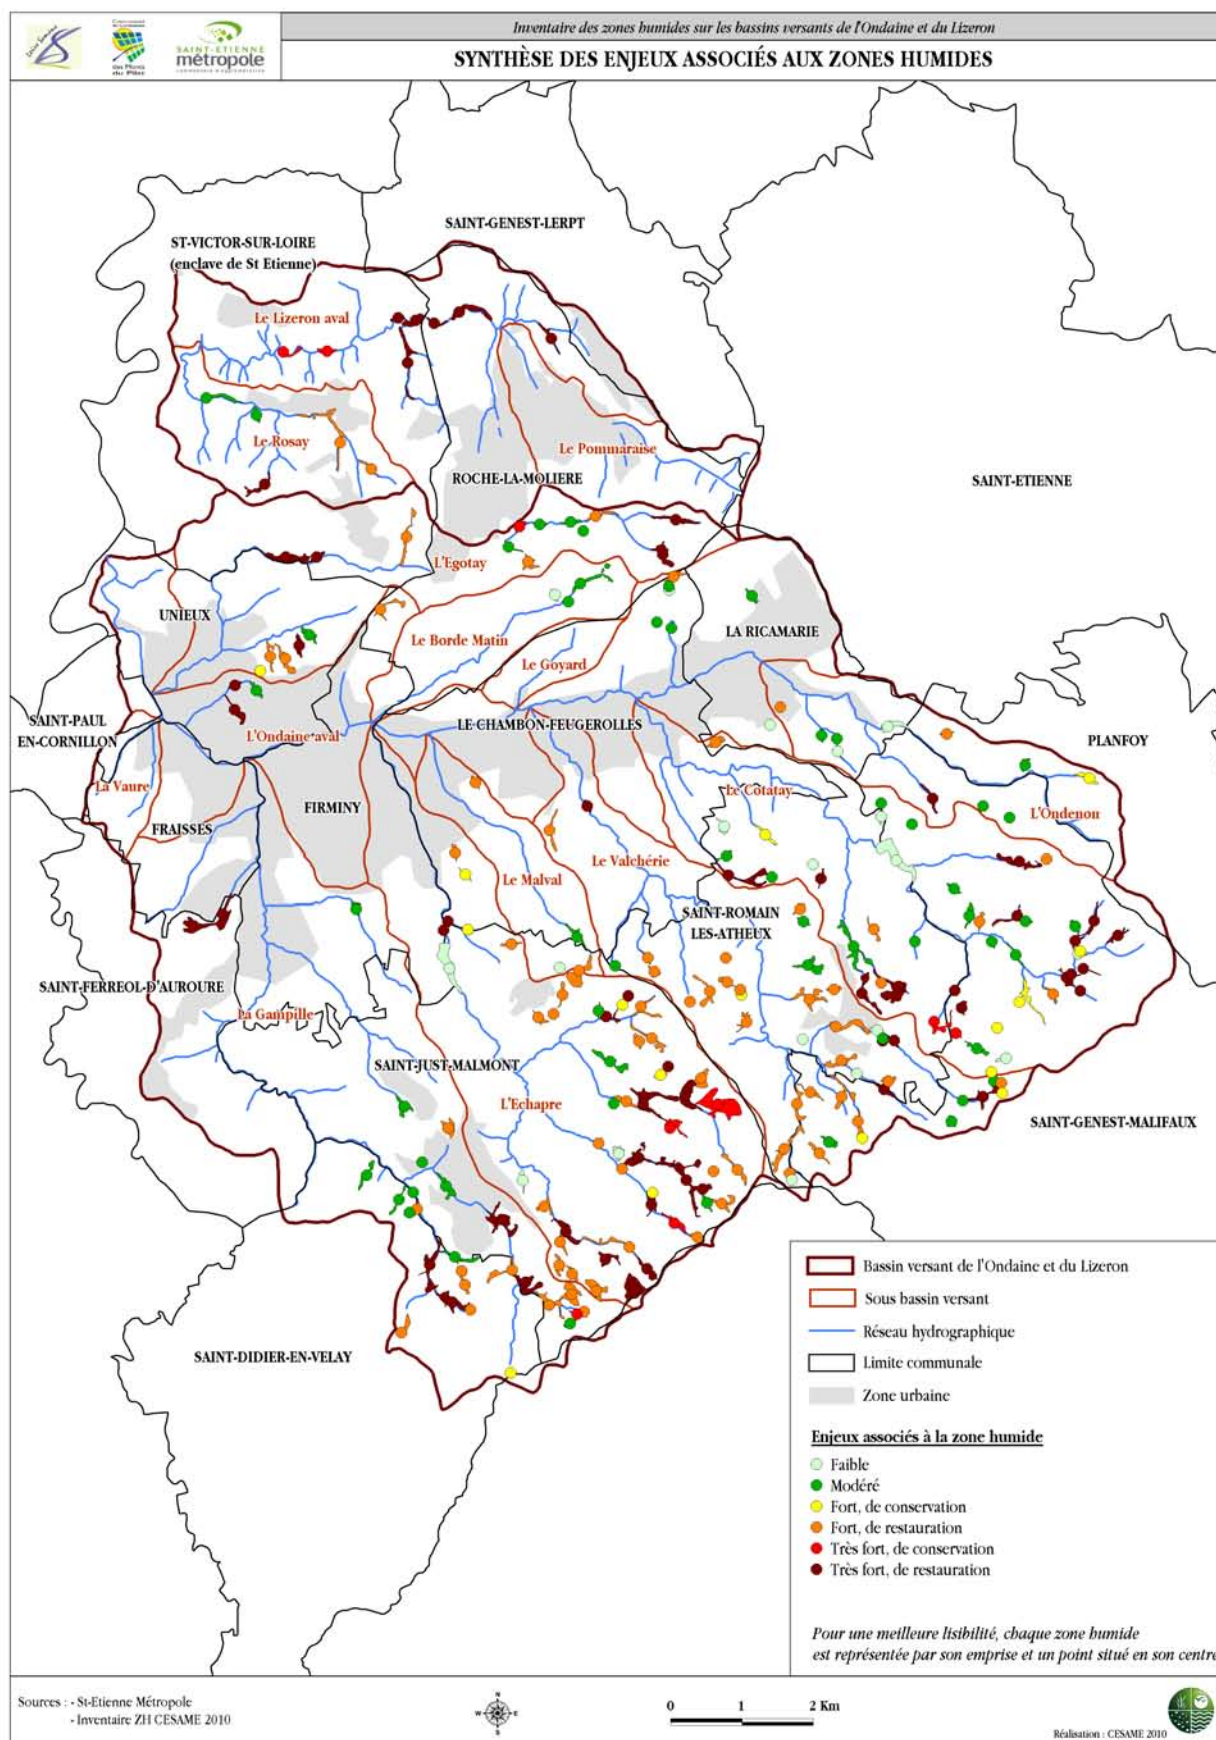 Inventaire des zones humides sur les bassins versants de l'Ondaine et du Lizeron
SYNTHÈSE DES ENJEUX ASSOCIÉS AUX ZONES HUMIDES
des Monts
du Pilat
SAINT-ETIENNE
métropole
SAINT-GENEST-LERPT
ST-VICTOR-SUR-LOIRE
(enclave de St Etienne)
Le Lizeron aval
Le Rosay
Le Pommaraise
ROCHE-LA-MOLIERE
SAINT-ETIENNE
L'Egotay
UNIEUX
LA RICAMARIE
Le Borde Matin
Le Goyard
SAINT-PAUL
EN-CORNILLON
LE CHAMBON-FEUGEROLLES
L'Ondaine aval
PLANFOY
La Vaure
Le Cotatay
FIRMINY
L'Ondenon
FRAISSES
Le Valchérie
Le Malval
SAINT-ROMAIN
LES-ATHEUX
SAINT-FERREOL-D'AUROURE
La Gampille
SAINT-JUST-MALMONT
L'Echapre
SAINT-GENEST-MALIFAUX
SAINT-DIDIER-EN-VELAY
Bassin versant de l'Ondaine et du Lizeron
Sous bassin versant
Réseau hydrographique
Limite communale
Zone urbaine
Enjeux associés à la zone humide
Faible
Modéré
Fort, de conservation
Fort, de restauration
Très fort, de conservation
Très fort, de restauration
Pour une meilleure lisibilité, chaque zone humide
est représentée par son emprise et un point situé en son centre
Sources : - St-Etienne Métropole
- Inventaire ZH CESAME 2010
N
W E
S
0 1 2 Km
Réalisation : CESAME 2010